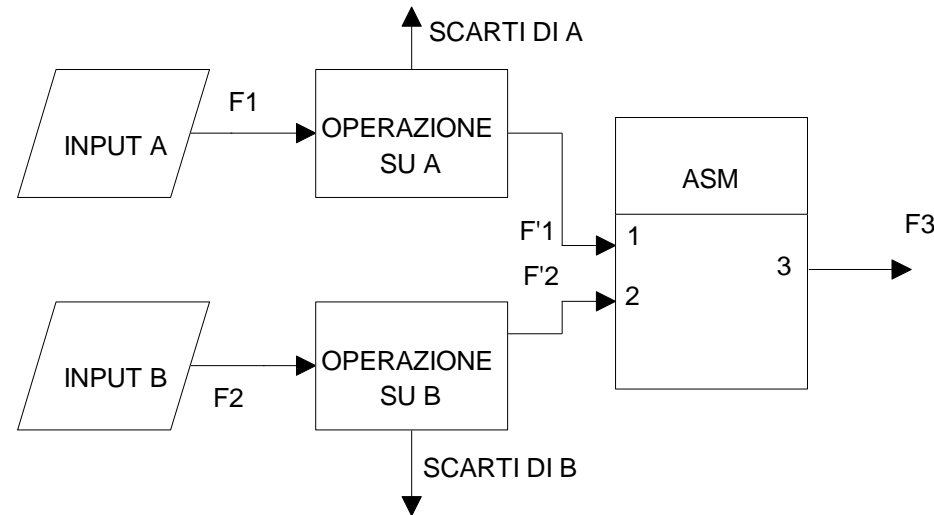 SCARTI DI A
F1
INPUT A
OPERAZIONE
SU A
ASM
F'1
1
F3
3
F'2
2
INPUT B
F2
OPERAZIONE
SU B
SCARTI DI B